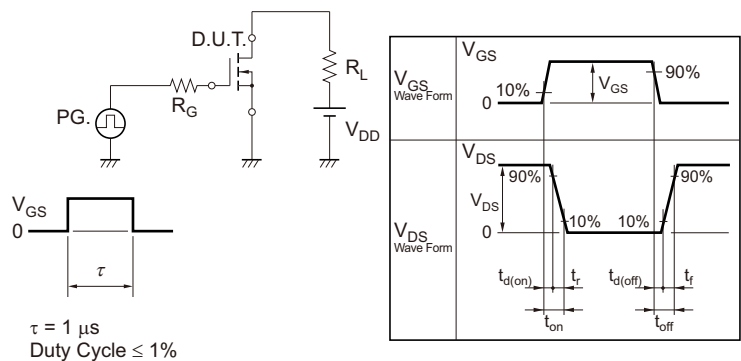 D.U.T.
R_L
R_G
PG.
V_DD
V_GS
0
τ
τ = 1 μs
Duty Cycle ≤ 1%
V_GS
Wave Form
V_GS
10%
V_GS
90%
0
V_DS
Wave Form
V_DS
90%
90%
V_DS
10%
10%
0
t_d(on)
t_r
t_d(off)
t_f
t_on
t_off